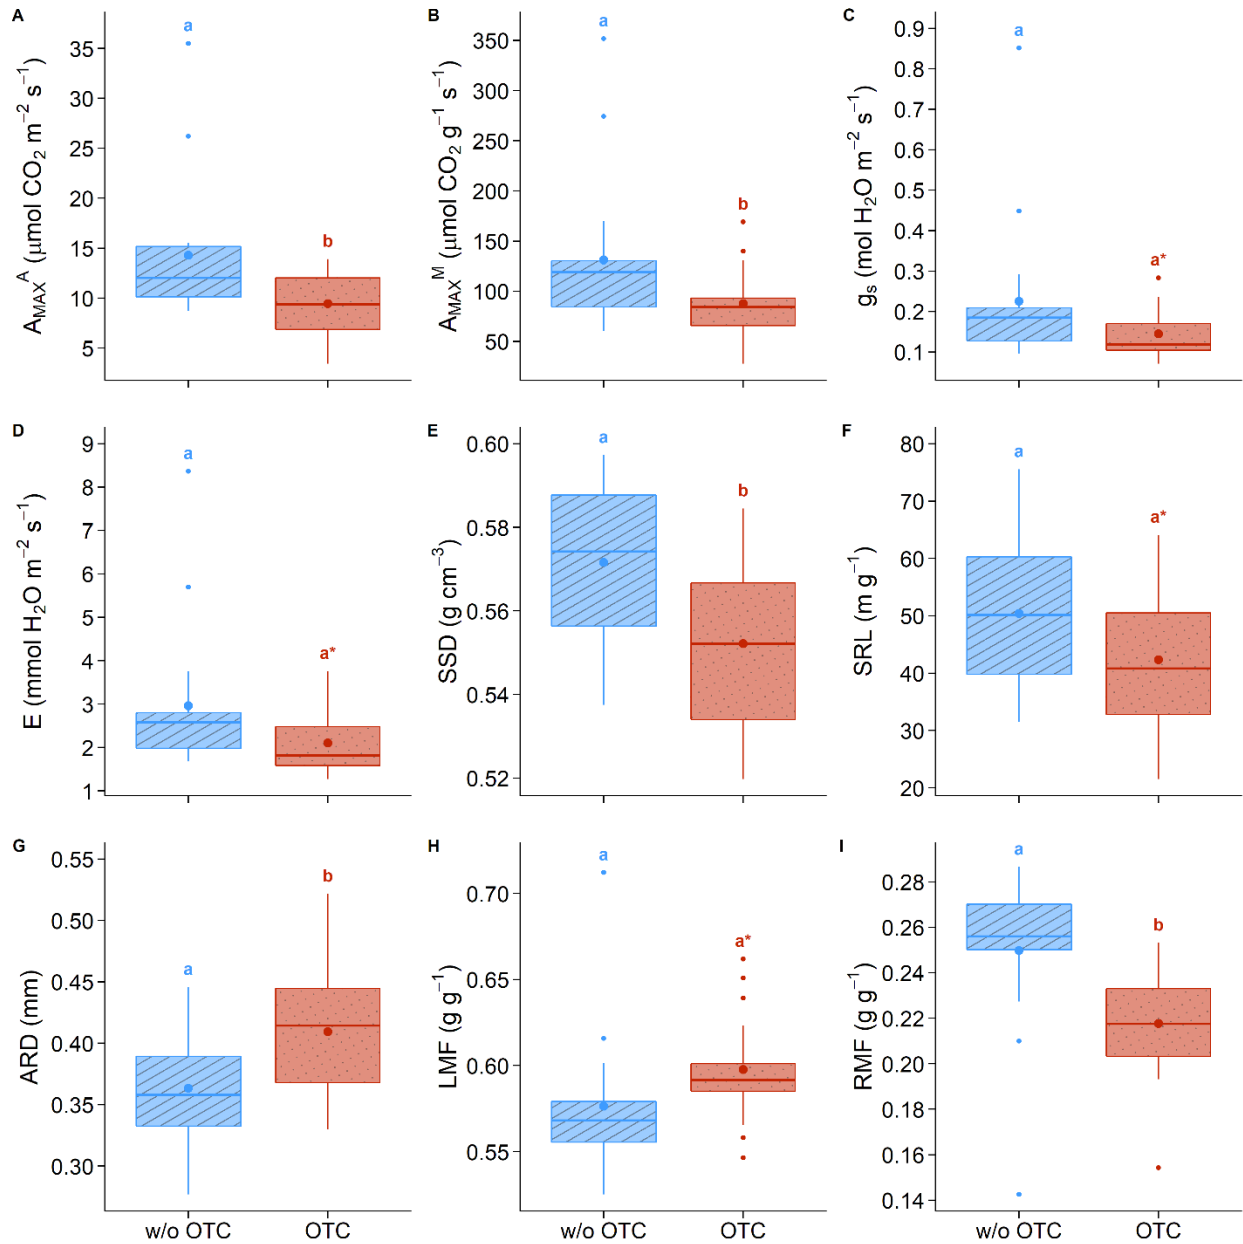 A
a
b
35
30
25
20
15
10
5
A_MAX^A (μmol CO₂ m⁻² s⁻¹)
B
a
b
350
300
250
200
150
100
50
A_MAX^M (μmol CO₂ g⁻¹ s⁻¹)
C
a
a*
0.9
0.8
0.7
0.6
0.5
0.4
0.3
0.2
0.1
gₛ (mol H₂O m⁻² s⁻¹)
D
a
a*
9
8
7
6
5
4
3
2
1
E (mmol H₂O m⁻² s⁻¹)
E
a
b
0.60
0.58
0.56
0.54
0.52
SSD (g cm⁻³)
F
a
a*
80
70
60
50
40
30
20
SRL (m g⁻¹)
G
a
b
0.55
0.50
0.45
0.40
0.35
0.30
ARD (mm)
w/o OTC OTC
H
a
a*
0.70
0.65
0.60
0.55
LMF (g g⁻¹)
w/o OTC OTC
I
a
b
0.28
0.26
0.24
0.22
0.20
0.18
0.16
0.14
RMF (g g⁻¹)
w/o OTC OTC